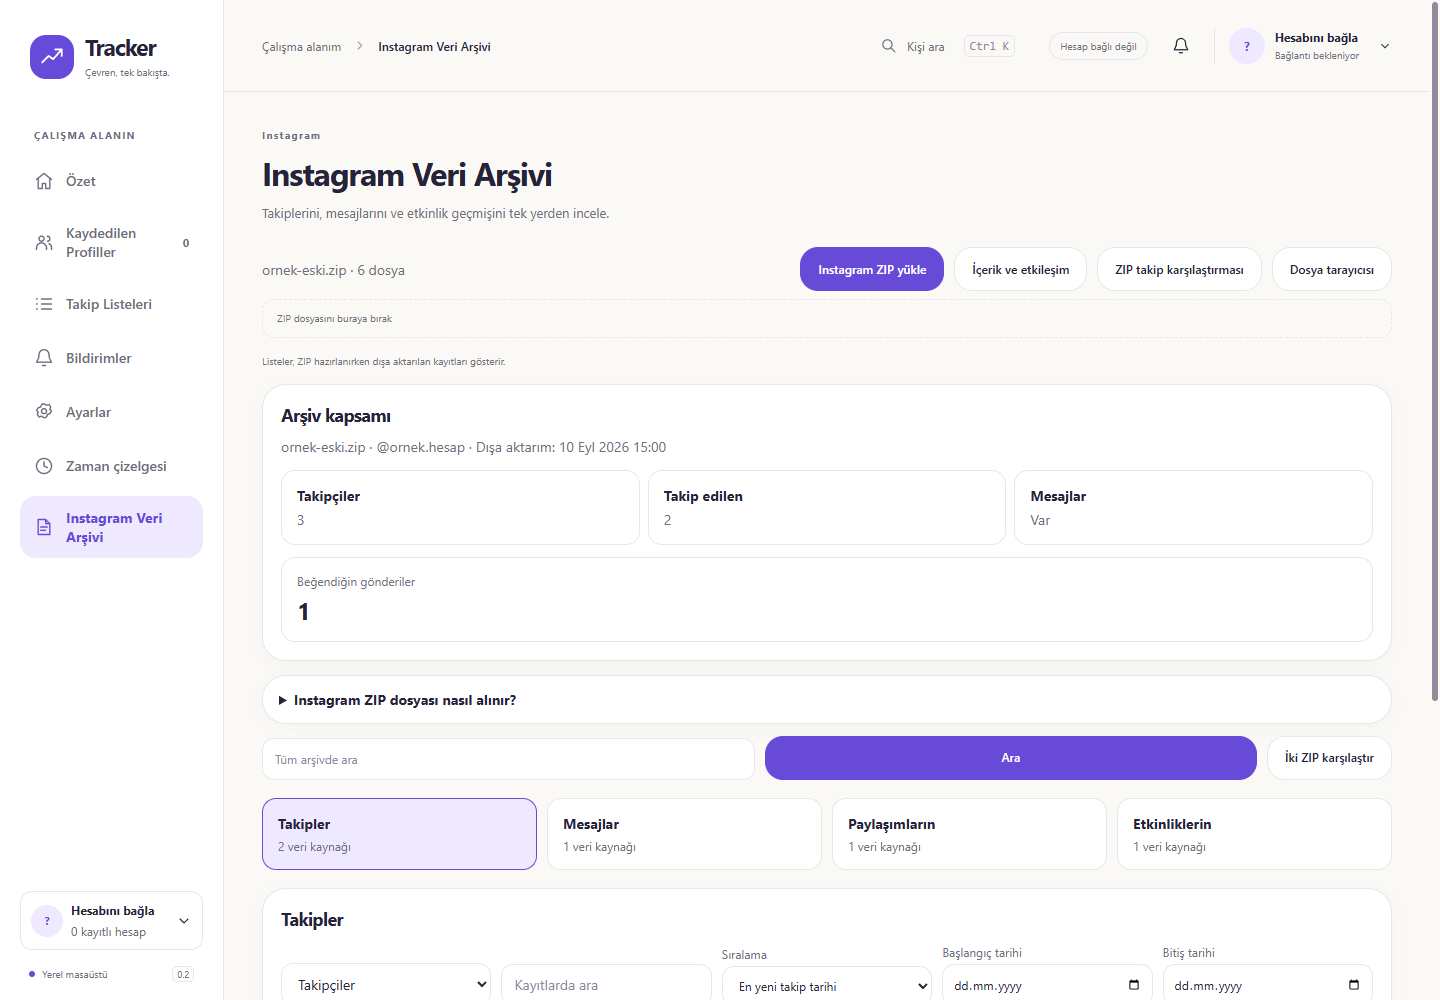 Tracker
Çevren, tek bakışta.
ÇALIŞMA ALANIN
Özet
Kaydedilen
Profiller
0
Takip Listeleri
Bildirimler
Ayarlar
Zaman çizelgesi
Instagram Veri
Arşivi
?
Hesabını bağla
0 kayıtlı hesap
Yerel masaüstü
0.2
Çalışma alanım
Instagram Veri Arşivi
Kişi ara
Ctrl K
Hesap bağlı değil
?
Hesabını bağla
Bağlantı bekleniyor
Instagram
Instagram Veri Arşivi
Takiplerini, mesajlarını ve etkinlik geçmişini tek yerden incele.
ornek-eski.zip · 6 dosya
Instagram ZIP yükle
İçerik ve etkileşim
ZIP takip karşılaştırması
Dosya tarayıcısı
ZIP dosyasını buraya bırak
Listeler, ZIP hazırlanırken dışa aktarılan kayıtları gösterir.
Arşiv kapsamı
ornek-eski.zip · @ornek.hesap · Dışa aktarım: 10 Eyl 2026 15:00
Takipçiler
3
Takip edilen
2
Mesajlar
Var
Beğendiğin gönderiler
1
Instagram ZIP dosyası nasıl alınır?
Tüm arşivde ara
Ara
İki ZIP karşılaştır
Takipler
2 veri kaynağı
Mesajlar
1 veri kaynağı
Paylaşımların
1 veri kaynağı
Etkinliklerin
1 veri kaynağı
Takipler
Takipçiler
Kayıtlarda ara
Sıralama
En yeni takip tarihi
Başlangıç tarihi
dd.mm.yyyy
Bitiş tarihi
dd.mm.yyyy